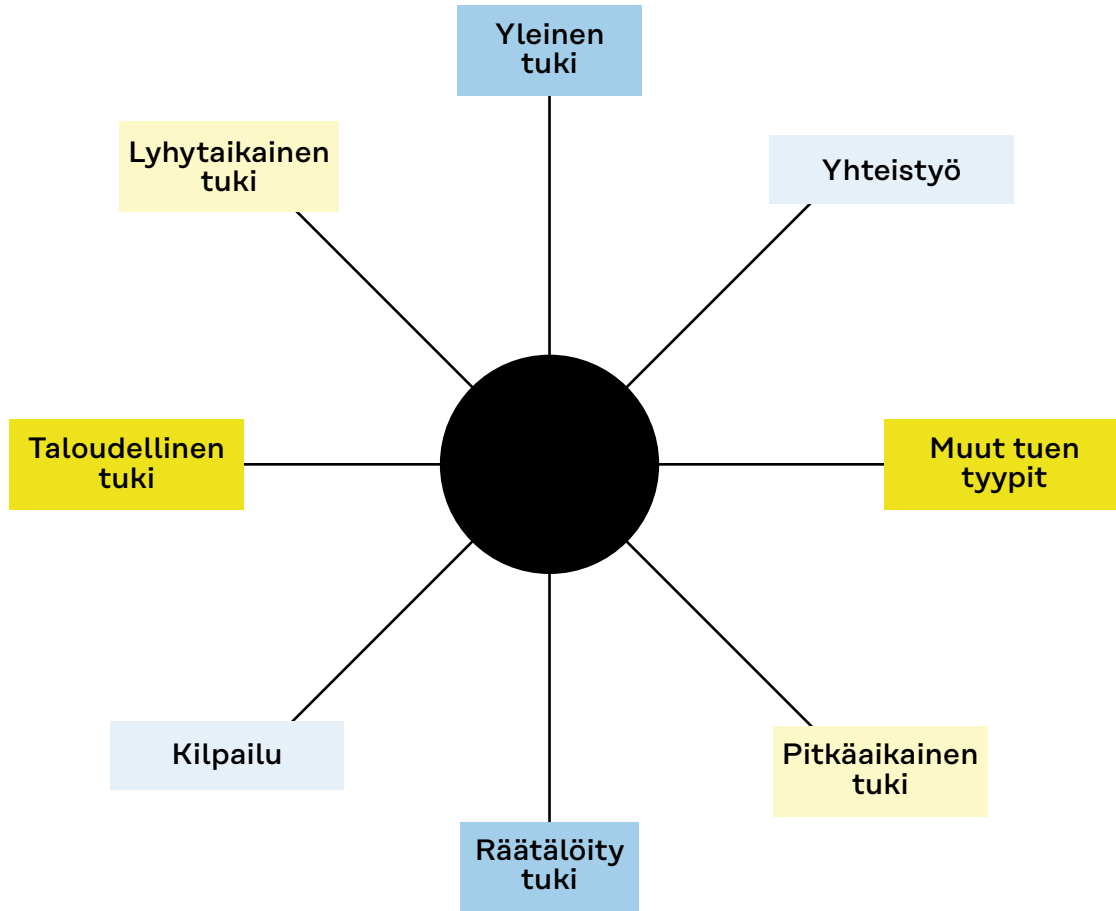 Yleinen
tuki
Lyhytaikainen
tuki
Yhteistyö
Taloudellinen
tuki
Muut tuen
tyypit
Kilpailu
Pitkäaikainen
tuki
Räätälöity
tuki